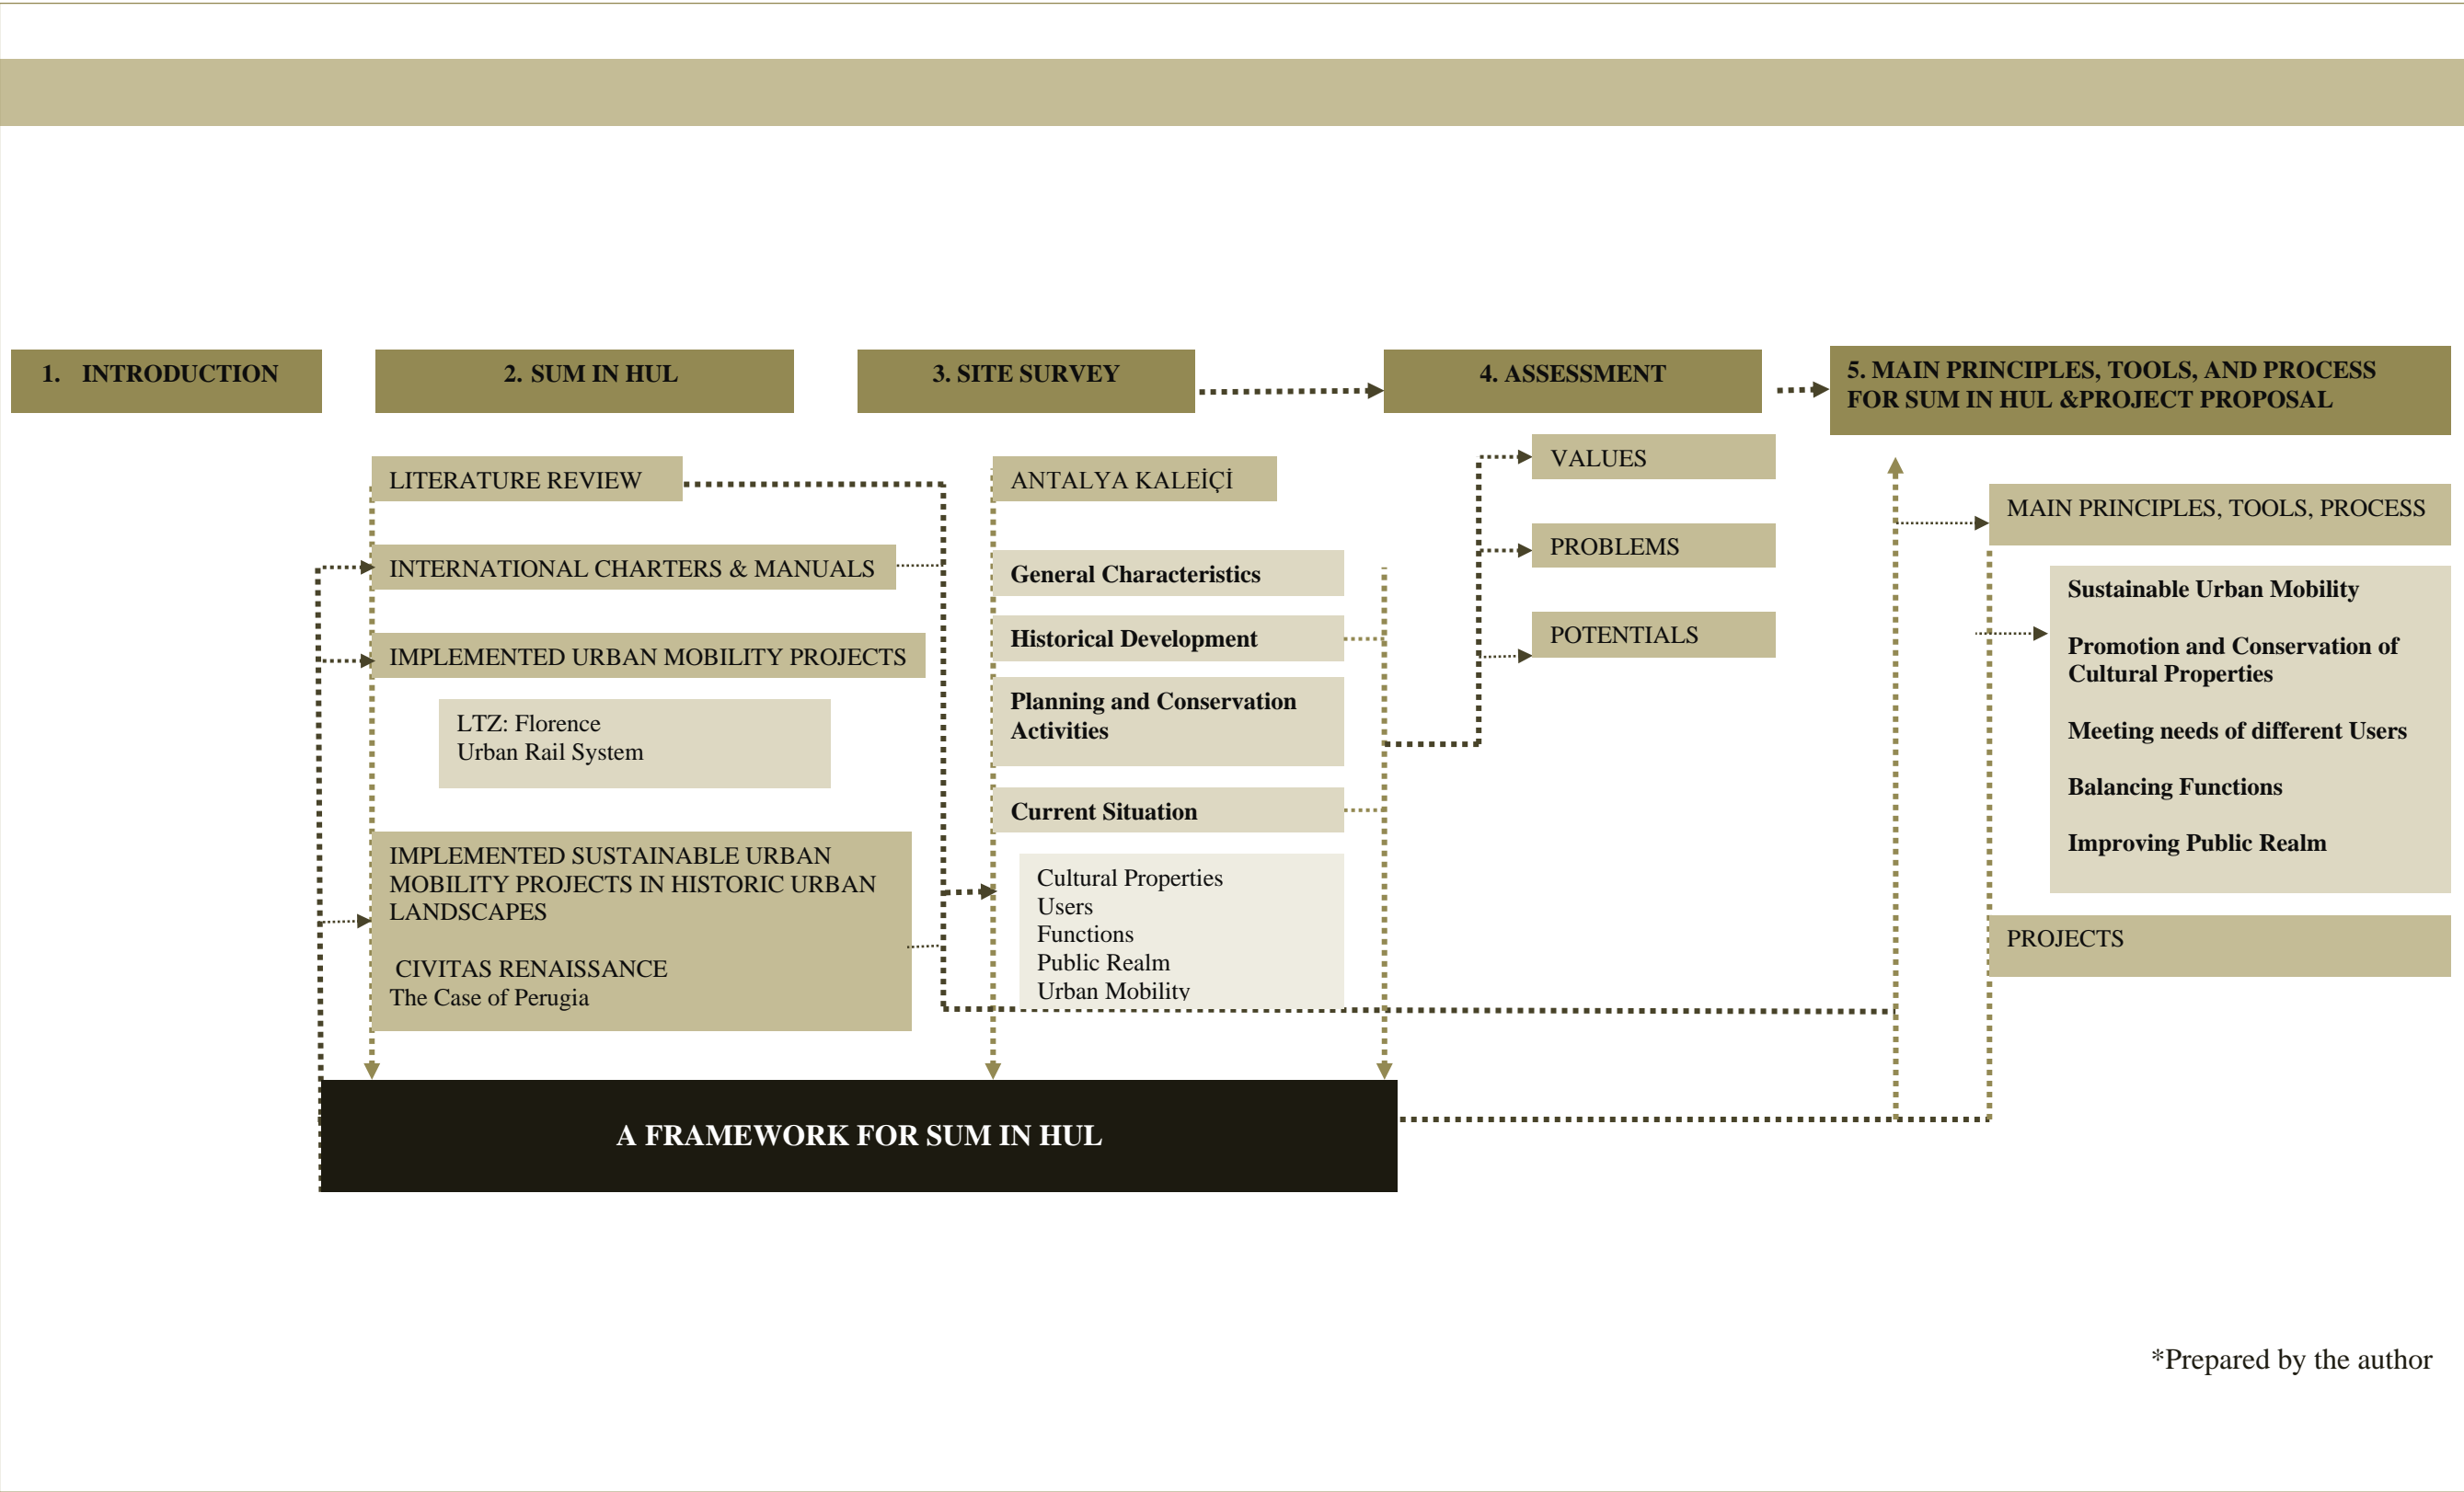 1. INTRODUCTION
2. SUM IN HUL
3. SITE SURVEY
4. ASSESSMENT
5. MAIN PRINCIPLES, TOOLS, AND PROCESS
FOR SUM IN HUL &PROJECT PROPOSAL
LITERATURE REVIEW
INTERNATIONAL CHARTERS & MANUALS
IMPLEMENTED URBAN MOBILITY PROJECTS
LTZ: Florence
Urban Rail System
IMPLEMENTED SUSTAINABLE URBAN
MOBILITY PROJECTS IN HISTORIC URBAN
LANDSCAPES
CIVITAS RENAISSANCE
The Case of Perugia
ANTALYA KALEİÇİ
General Characteristics
Historical Development
Planning and Conservation
Activities
Current Situation
Cultural Properties
Users
Functions
Public Realm
Urban Mobility
VALUES
PROBLEMS
POTENTIALS
MAIN PRINCIPLES, TOOLS, PROCESS
Sustainable Urban Mobility
Promotion and Conservation of
Cultural Properties
Meeting needs of different Users
Balancing Functions
Improving Public Realm
PROJECTS
A FRAMEWORK FOR SUM IN HUL
*Prepared by the author